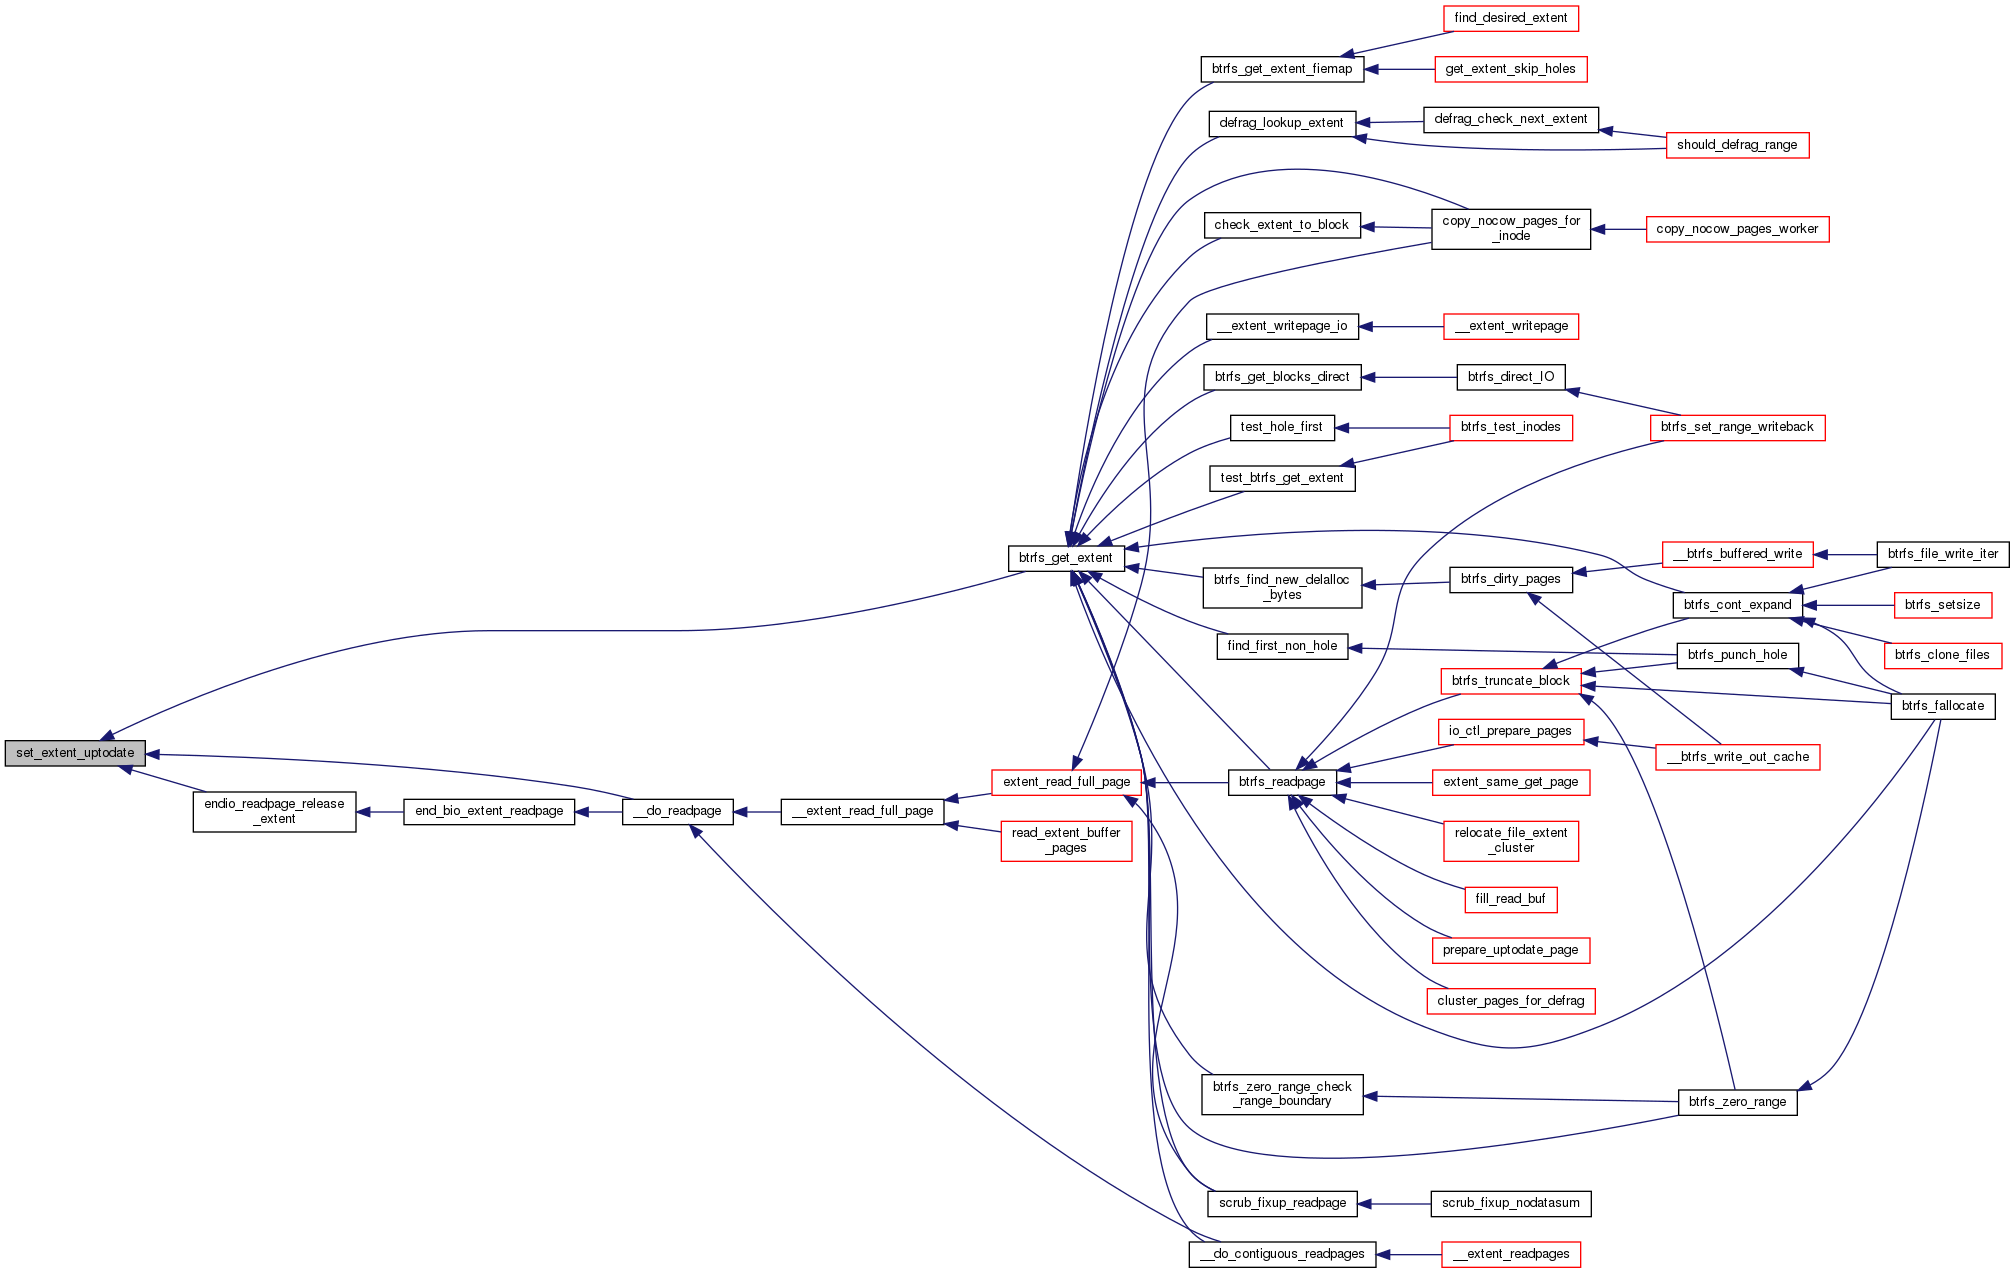 find_desired_extent
btrfs_get_extent_fiemap
get_extent_skip_holes
defrag_lookup_extent
defrag_check_next_extent
should_defrag_range
check_extent_to_block
copy_nocow_pages_for
_inode
copy_nocow_pages_worker
__extent_writepage_io
__extent_writepage
btrfs_get_blocks_direct
btrfs_direct_IO
test_hole_first
btrfs_test_inodes
btrfs_set_range_writeback
test_btrfs_get_extent
btrfs_get_extent
__btrfs_buffered_write
btrfs_file_write_iter
btrfs_find_new_delalloc
_bytes
btrfs_dirty_pages
btrfs_cont_expand
btrfs_setsize
find_first_non_hole
btrfs_punch_hole
btrfs_clone_files
btrfs_truncate_block
btrfs_fallocate
set_extent_uptodate
io_ctl_prepare_pages
__btrfs_write_out_cache
extent_read_full_page
btrfs_readpage
extent_same_get_page
endio_readpage_release
_extent
end_bio_extent_readpage
__do_readpage
__extent_read_full_page
read_extent_buffer
_pages
relocate_file_extent
_cluster
fill_read_buf
prepare_uptodate_page
cluster_pages_for_defrag
btrfs_zero_range_check
_range_boundary
btrfs_zero_range
scrub_fixup_readpage
scrub_fixup_nodatasum
__do_contiguous_readpages
__extent_readpages